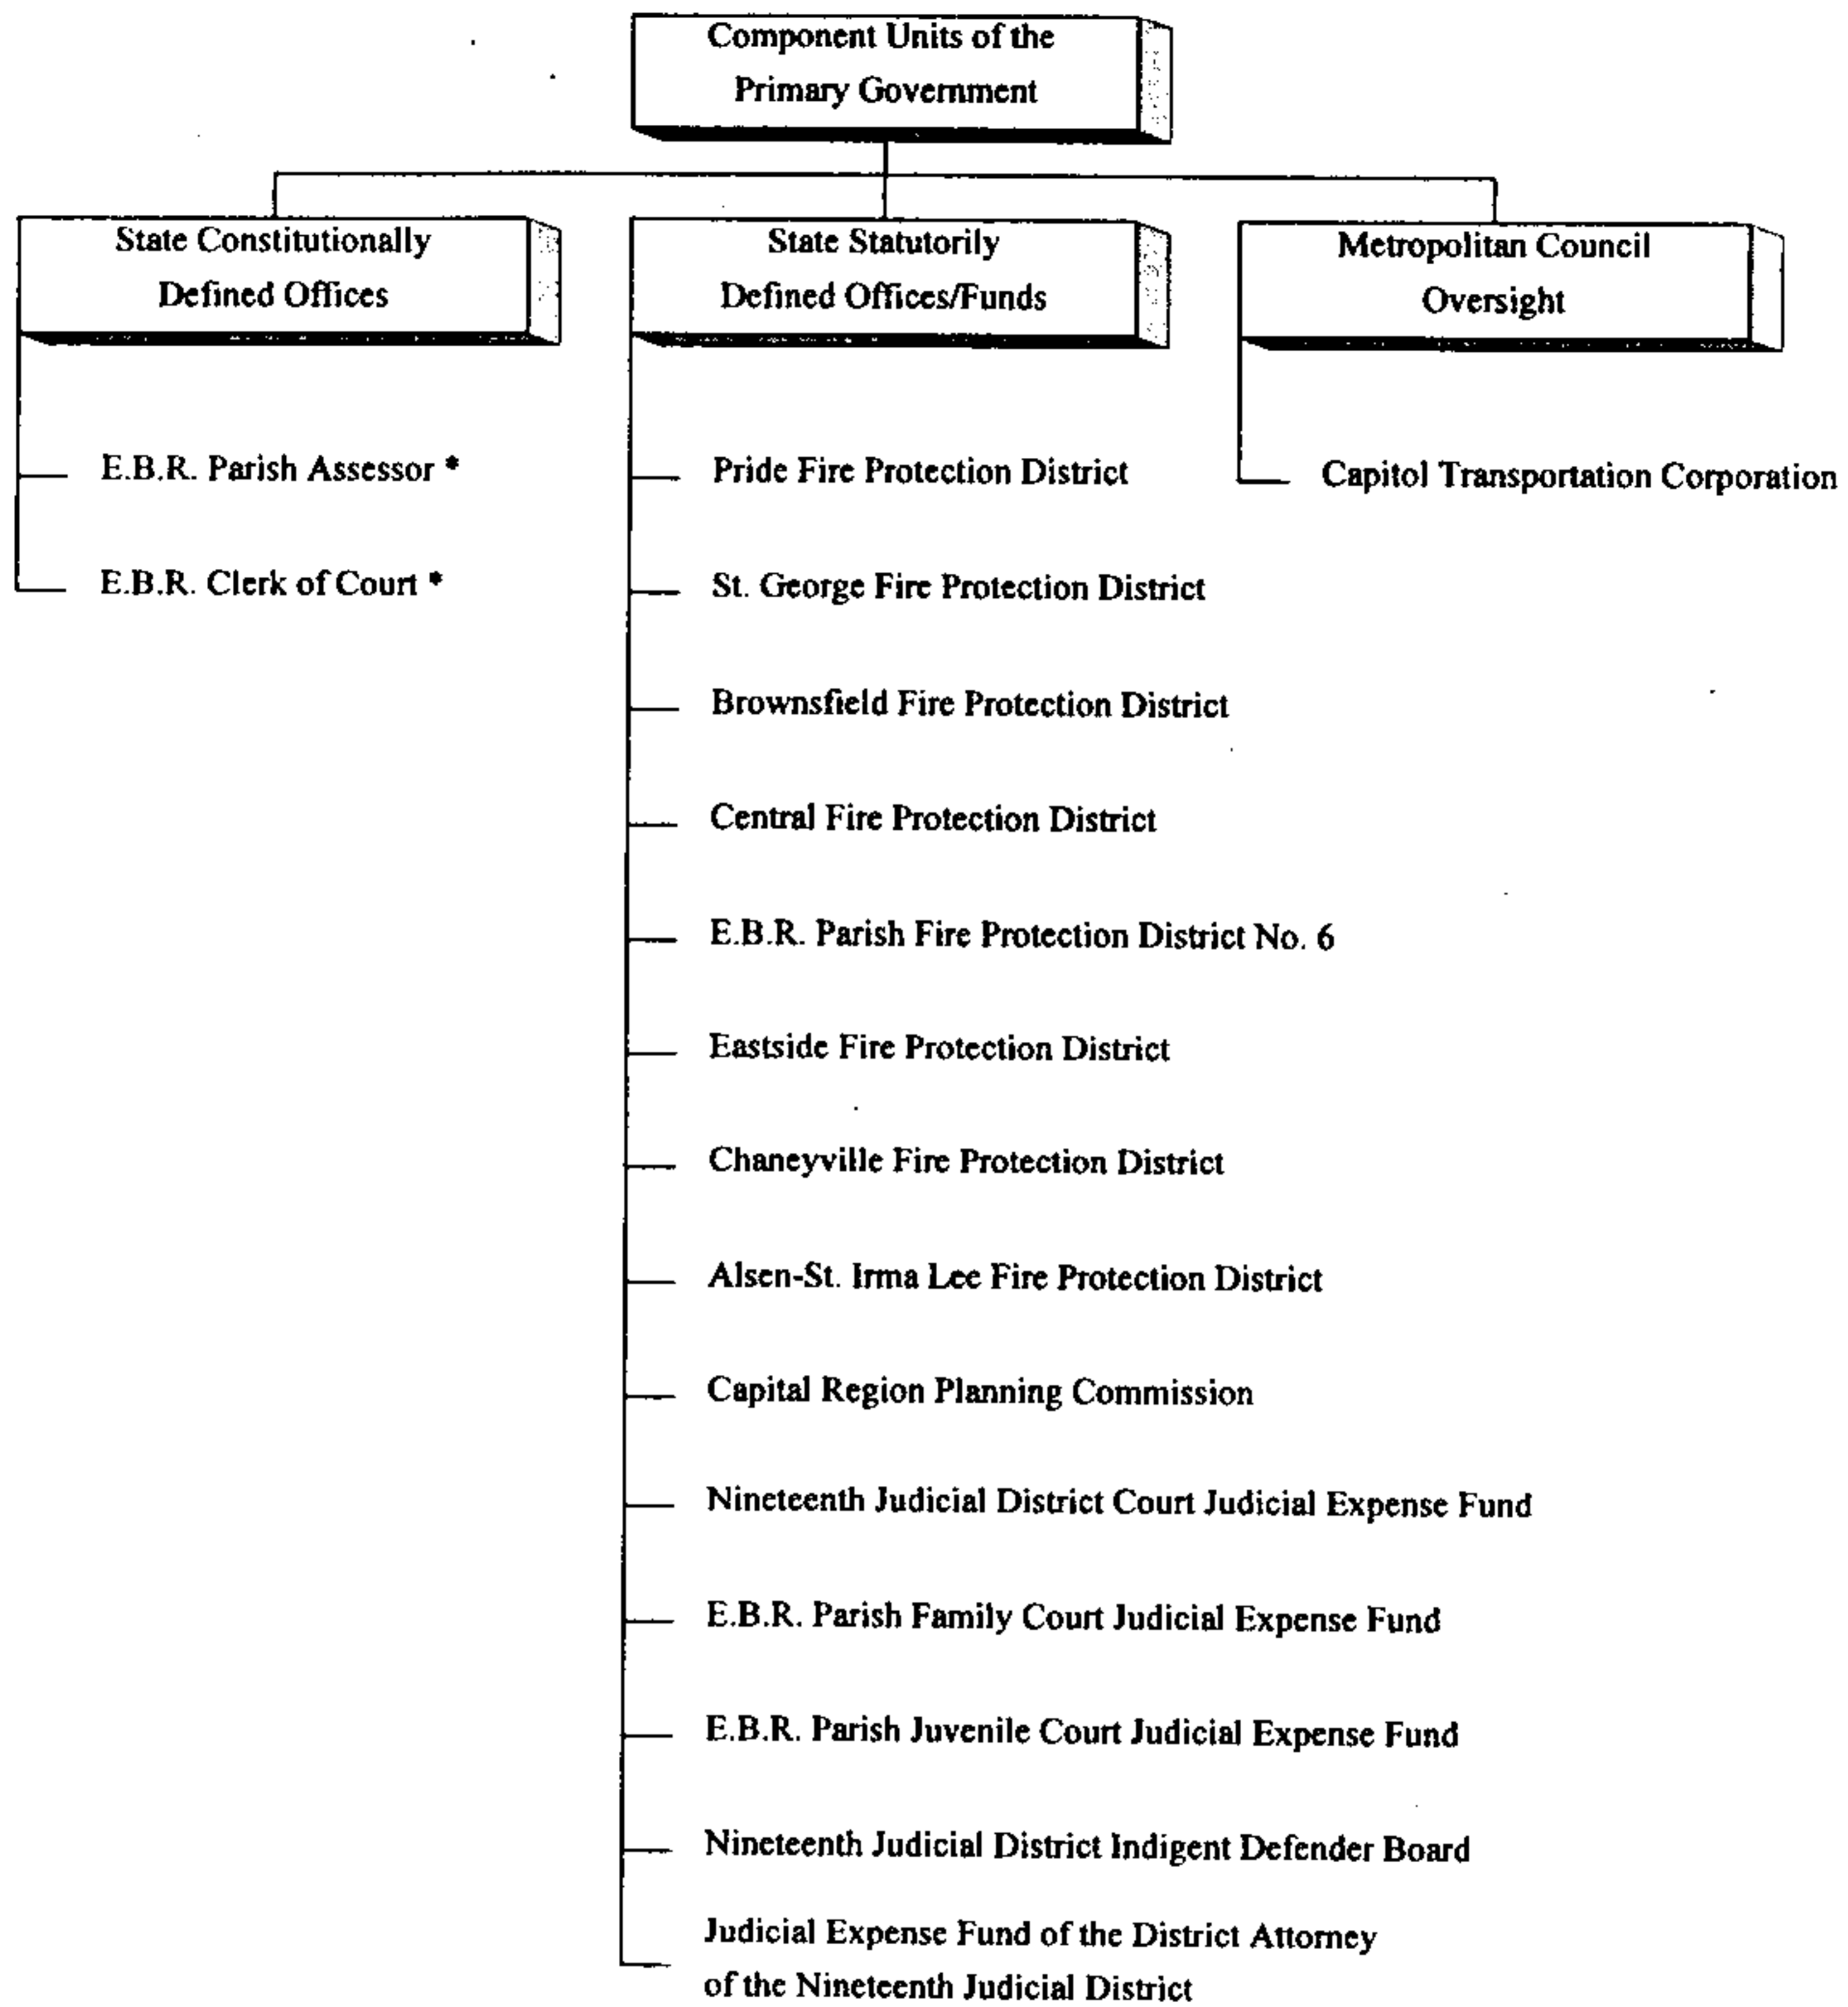 Component Units of the
Primary Government
State Constitutionally
Defined Offices
E.B.R. Parish Assessor *
E.B.R. Clerk of Court *
State Statutorily
Defined Offices/Funds
Pride Fire Protection District
St. George Fire Protection District
Brownsfield Fire Protection District
Central Fire Protection District
E.B.R. Parish Fire Protection District No. 6
Eastside Fire Protection District
Chaneyville Fire Protection District
Alsen-St. Irma Lee Fire Protection District
Capital Region Planning Commission
Nineteenth Judicial District Court Judicial Expense Fund
E.B.R. Parish Family Court Judicial Expense Fund
E.B.R. Parish Juvenile Court Judicial Expense Fund
Nineteenth Judicial District Indigent Defender Board
Judicial Expense Fund of the District Attorney
of the Nineteenth Judicial District
Metropolitan Council
Oversight
Capitol Transportation Corporation